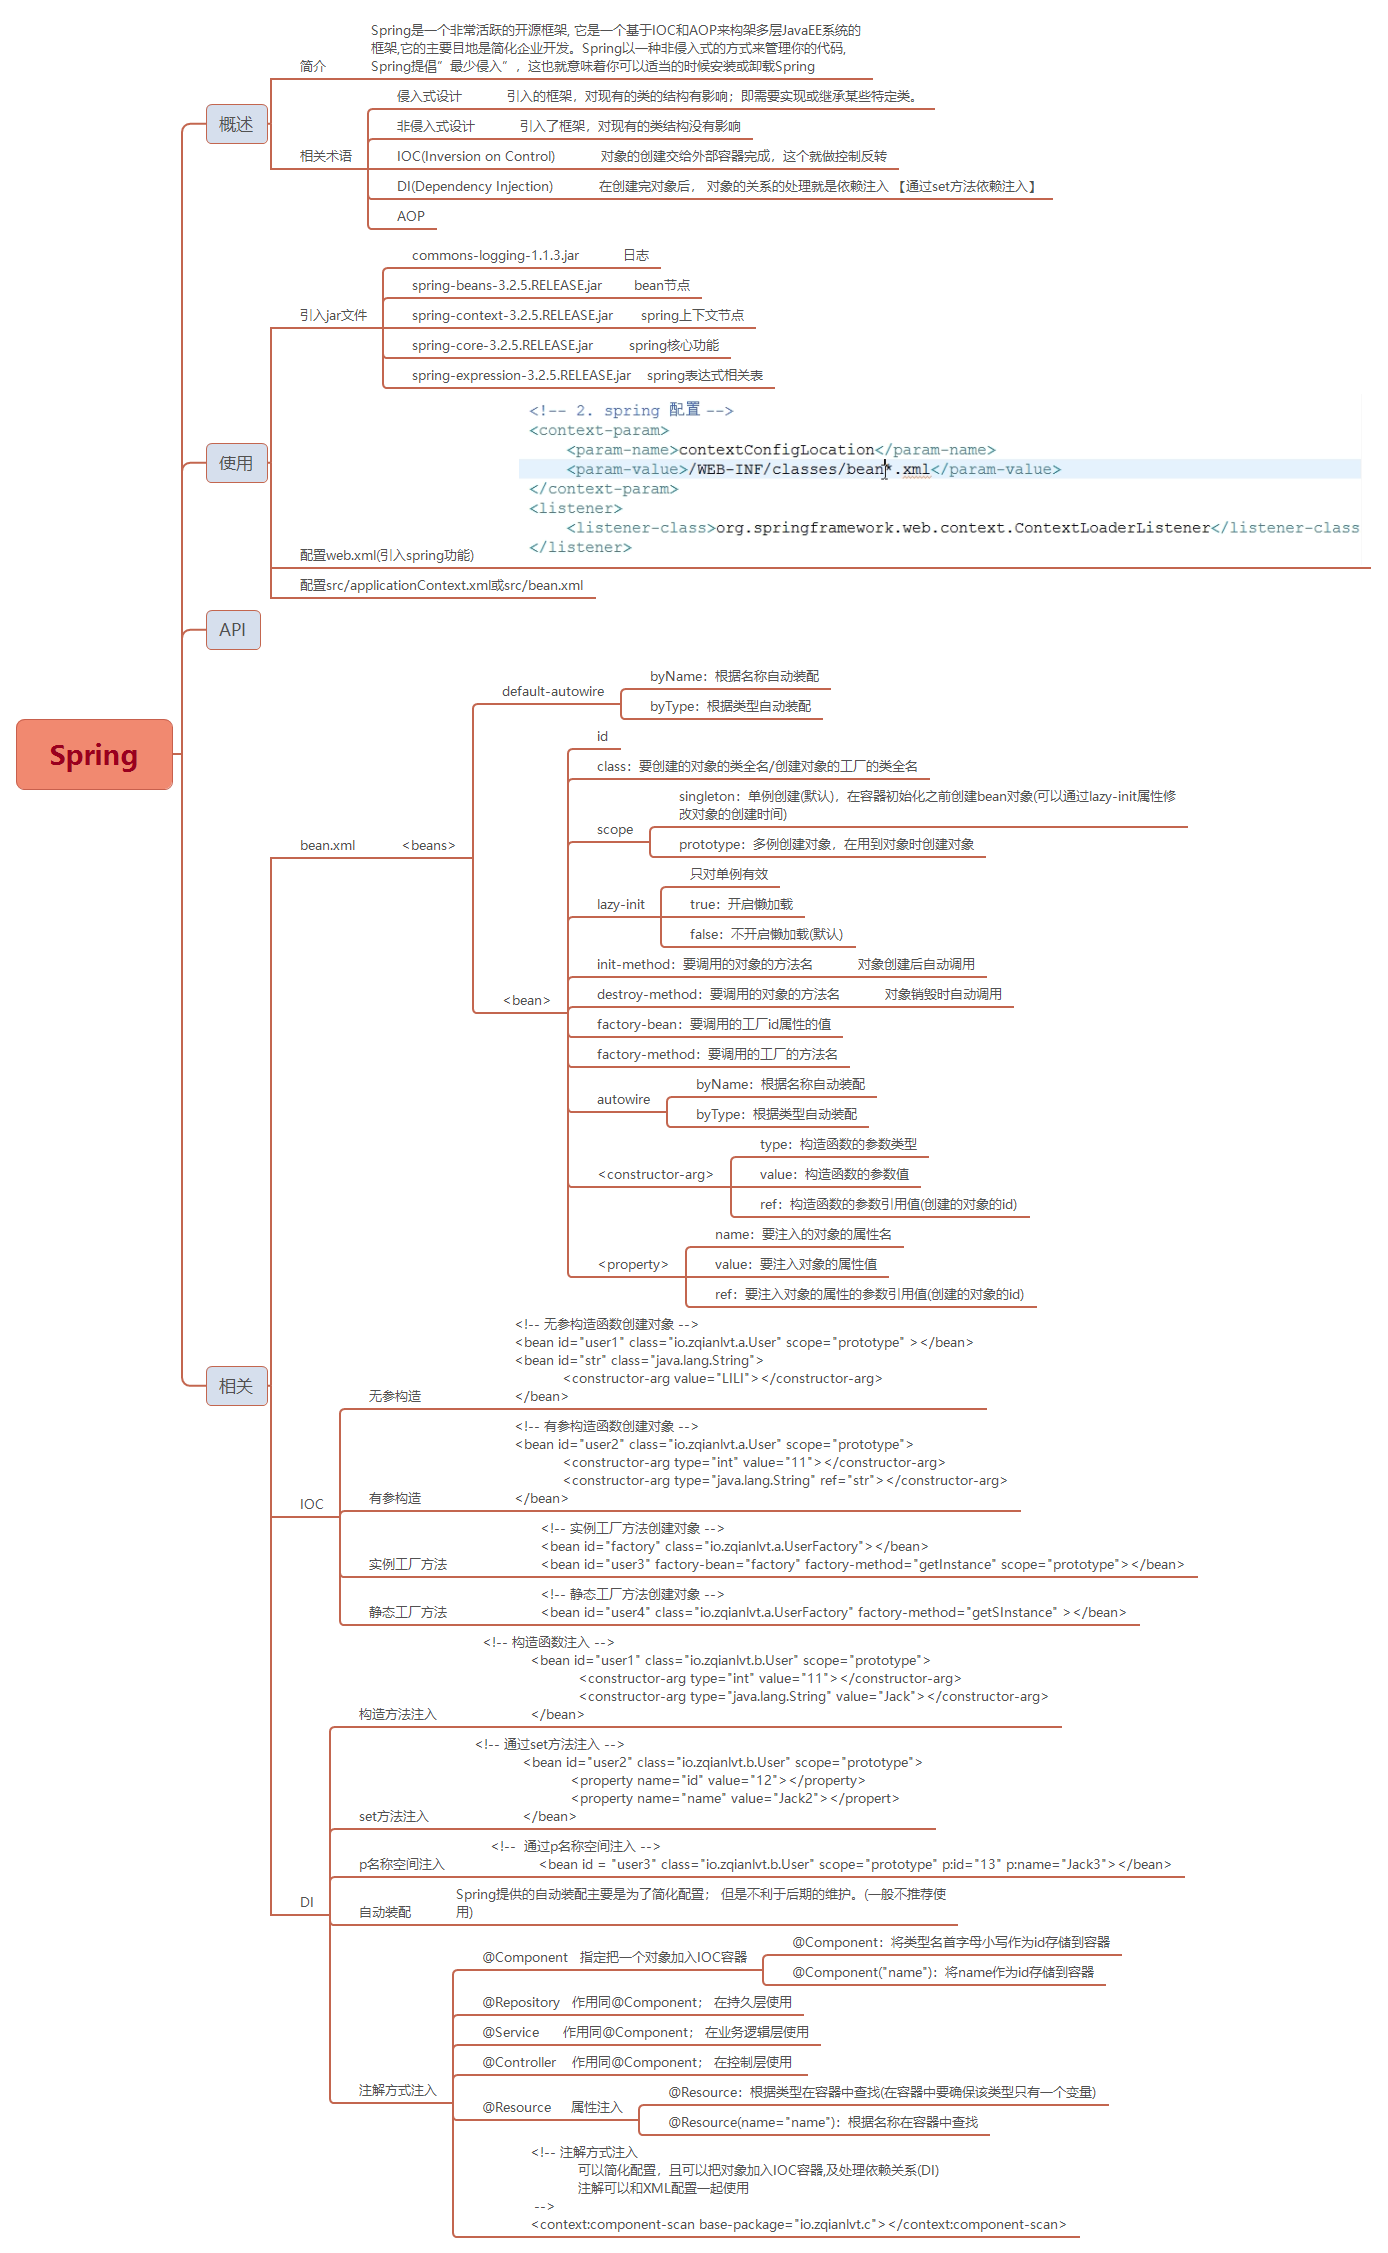 Spring是一个非常活跃的开源框架, 它是一个基于IOC和AOP来构架多层JavaEE系统的
框架,它的主要目地是简化企业开发。Spring以一种非侵入式的方式来管理你的代码,
Spring提倡”最少侵入”，这也就意味着你可以适当的时候安装或卸载Spring
简介
侵入式设计 引入的框架，对现有的类的结构有影响；即需要实现或继承某些特定类。
概述
非侵入式设计 引入了框架，对现有的类结构没有影响
相关术语
IOC(Inversion on Control) 对象的创建交给外部容器完成，这个就做控制反转
DI(Dependency Injection) 在创建完对象后， 对象的关系的处理就是依赖注入 【通过set方法依赖注入】
AOP
commons-logging-1.1.3.jar 日志
spring-beans-3.2.5.RELEASE.jar bean节点
引入jar文件
spring-context-3.2.5.RELEASE.jar spring上下文节点
spring-core-3.2.5.RELEASE.jar spring核心功能
spring-expression-3.2.5.RELEASE.jar spring表达式相关表
使用
<!-- 2. spring 配置 -->
<context-param>
<param-name>contextConfigLocation</param-name>
<param-value>/WEB-INF/classes/bean*.xml</param-value>
</context-param>
<listener>
<listener-class>org.springframework.web.context.ContextLoaderListener</listener-class
</listener>
配置web.xml(引入spring功能)
配置src/applicationContext.xml或src/bean.xml
API
Spring
bean.xml
<beans>
default-autowire
byName：根据名称自动装配
byType：根据类型自动装配
<bean>
id
class：要创建的对象的类全名/创建对象的工厂的类全名
scope
singleton：单例创建(默认)，在容器初始化之前创建bean对象(可以通过lazy-init属性修
改对象的创建时间)
prototype：多例创建对象，在用到对象时创建对象
lazy-init
只对单例有效
true：开启懒加载
false：不开启懒加载(默认)
init-method：要调用的对象的方法名 对象创建后自动调用
destroy-method：要调用的对象的方法名 对象销毁时自动调用
factory-bean：要调用的工厂id属性的值
factory-method：要调用的工厂的方法名
autowire
byName：根据名称自动装配
byType：根据类型自动装配
<constructor-arg>
type：构造函数的参数类型
value：构造函数的参数值
ref：构造函数的参数引用值(创建的对象的id)
<property>
name：要注入的对象的属性名
value：要注入对象的属性值
ref：要注入对象的属性的参数引用值(创建的对象的id)
相关
IOC
无参构造
<!-- 无参构造函数创建对象 -->
<bean id="user1" class="io.zqianlvt.a.User" scope="prototype" ></bean>
<bean id="str" class="java.lang.String">
<constructor-arg value="LILI"></constructor-arg>
</bean>
有参构造
<!-- 有参构造函数创建对象 -->
<bean id="user2" class="io.zqianlvt.a.User" scope="prototype">
<constructor-arg type="int" value="11"></constructor-arg>
<constructor-arg type="java.lang.String" ref="str"></constructor-arg>
</bean>
实例工厂方法
<!-- 实例工厂方法创建对象 -->
<bean id="factory" class="io.zqianlvt.a.UserFactory"></bean>
<bean id="user3" factory-bean="factory" factory-method="getInstance" scope="prototype"></bean>
静态工厂方法
<!-- 静态工厂方法创建对象 -->
<bean id="user4" class="io.zqianlvt.a.UserFactory" factory-method="getSInstance" ></bean>
DI
构造方法注入
<!-- 构造函数注入 -->
<bean id="user1" class="io.zqianlvt.b.User" scope="prototype">
<constructor-arg type="int" value="11"></constructor-arg>
<constructor-arg type="java.lang.String" value="Jack"></constructor-arg>
</bean>
set方法注入
<!-- 通过set方法注入 -->
<bean id="user2" class="io.zqianlvt.b.User" scope="prototype">
<property name="id" value="12"></property>
<property name="name" value="Jack2"></propert>
</bean>
p名称空间注入
<!-- 通过p名称空间注入 -->
<bean id = "user3" class="io.zqianlvt.b.User" scope="prototype" p:id="13" p:name="Jack3"></bean>
自动装配
Spring提供的自动装配主要是为了简化配置； 但是不利于后期的维护。(一般不推荐使
用)
注解方式注入
@Component 指定把一个对象加入IOC容器
@Component：将类型名首字母小写作为id存储到容器
@Component("name")：将name作为id存储到容器
@Repository 作用同@Component； 在持久层使用
@Service 作用同@Component； 在业务逻辑层使用
@Controller 作用同@Component； 在控制层使用
@Resource 属性注入
@Resource：根据类型在容器中查找(在容器中要确保该类型只有一个变量)
@Resource(name="name")：根据名称在容器中查找
<!-- 注解方式注入
可以简化配置，且可以把对象加入IOC容器,及处理依赖关系(DI)
注解可以和XML配置一起使用
-->
<context:component-scan base-package="io.zqianlvt.c"></context:component-scan>